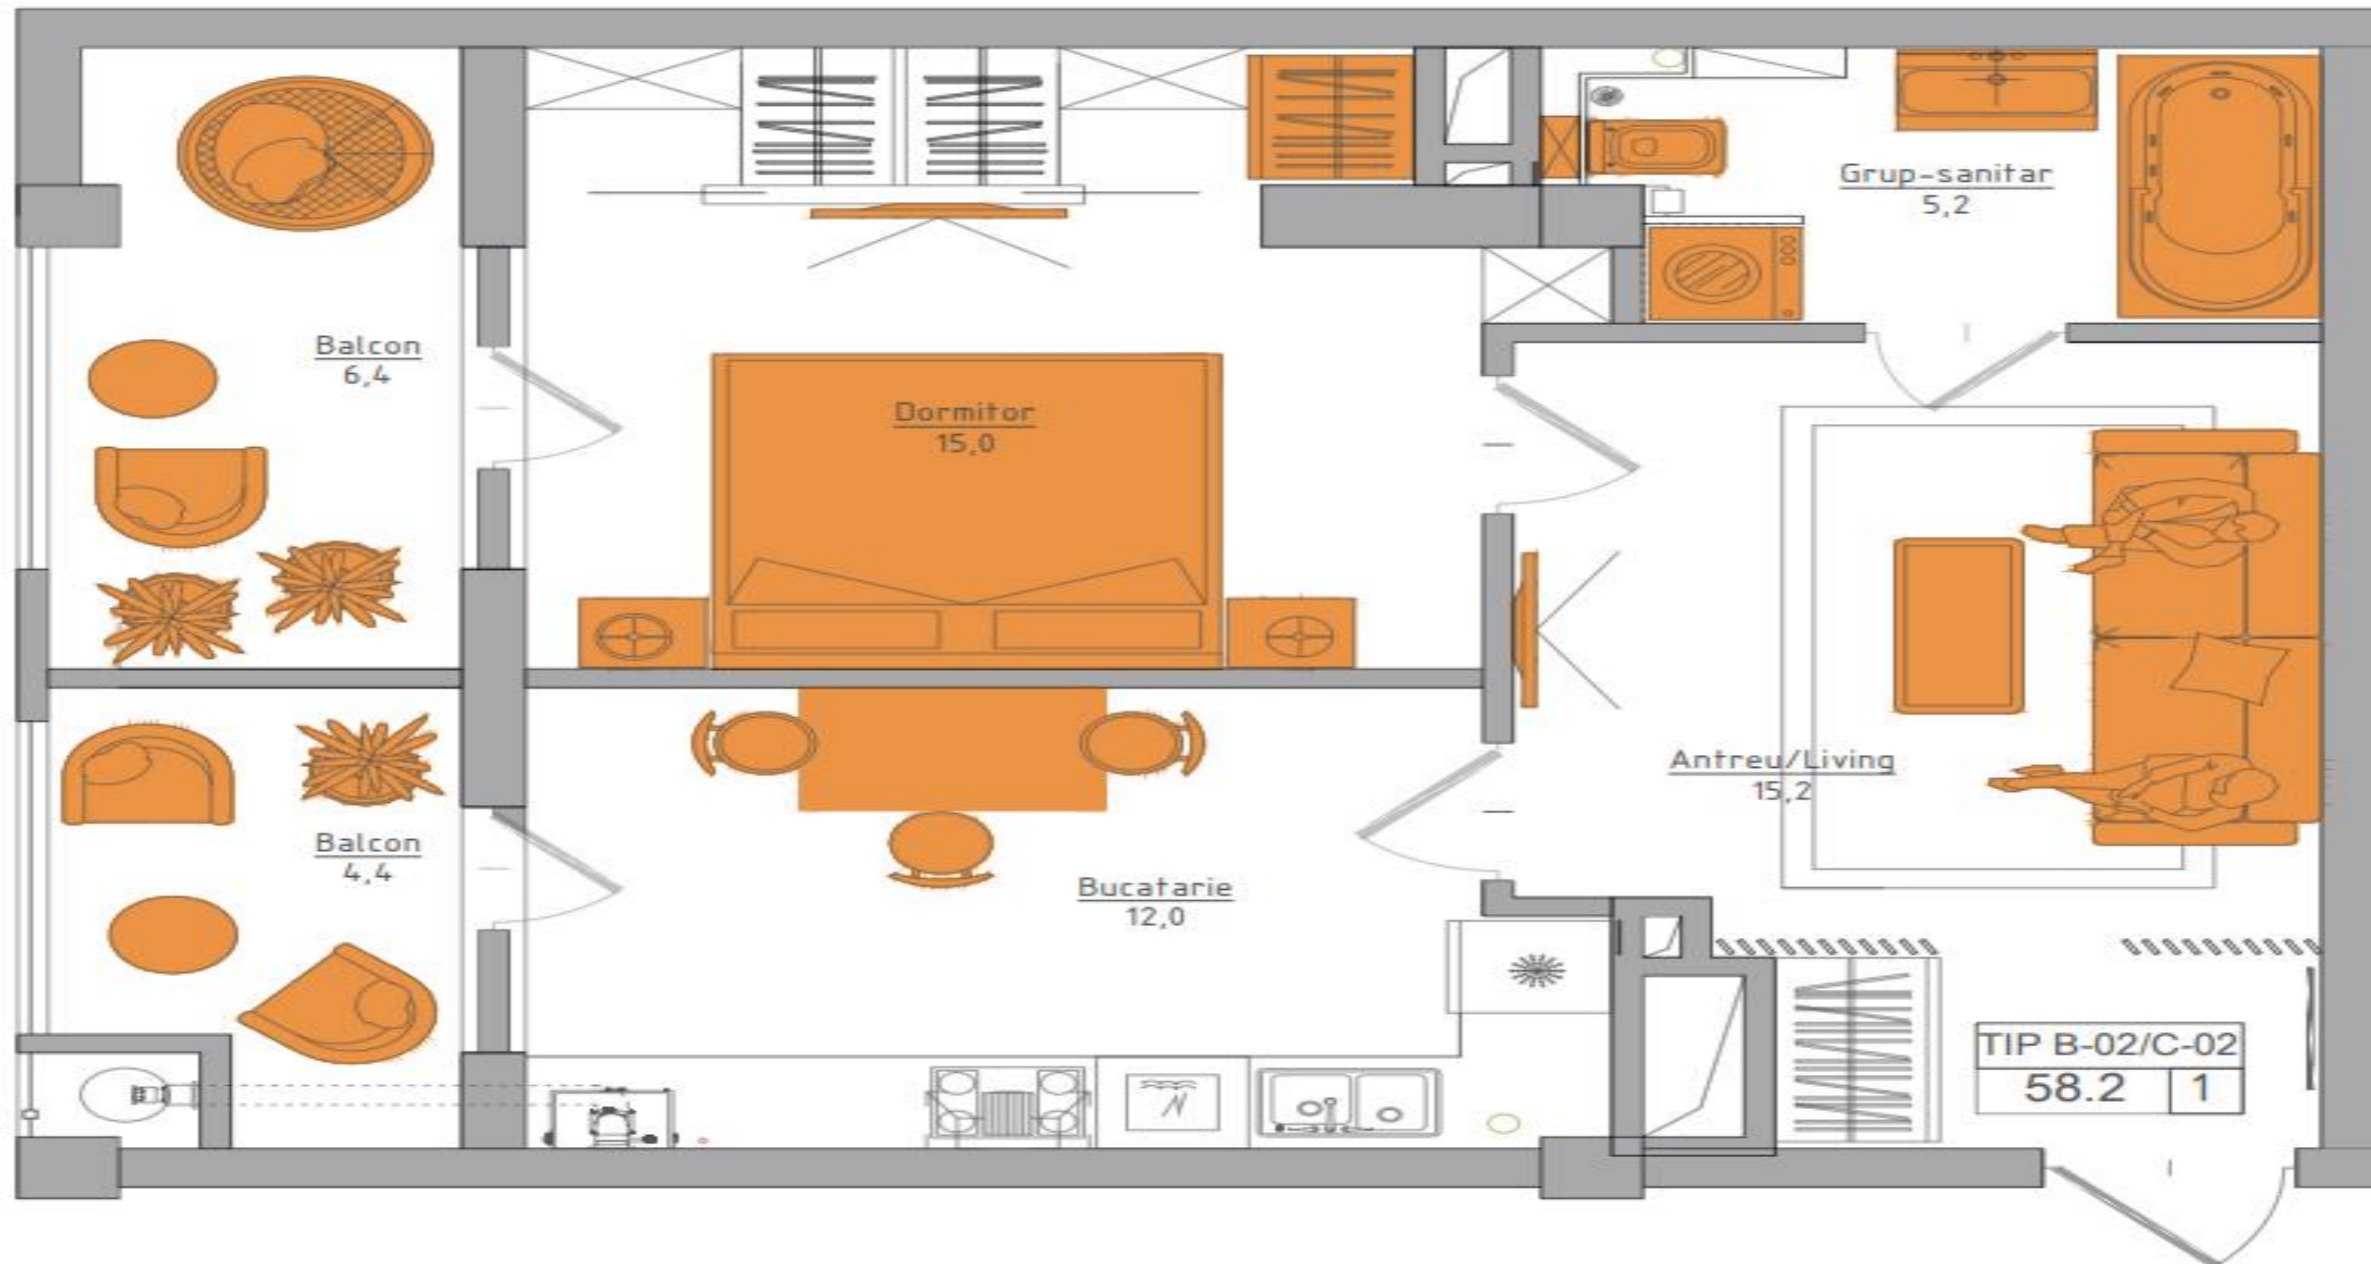 Grup-sanitar
5,2
Balcon
6,4
Dormitor
15,0
Antreu/Living
15,2
Balcon
4,4
Bucatarie
12,0
TIP B-02/C-02
58.2 1